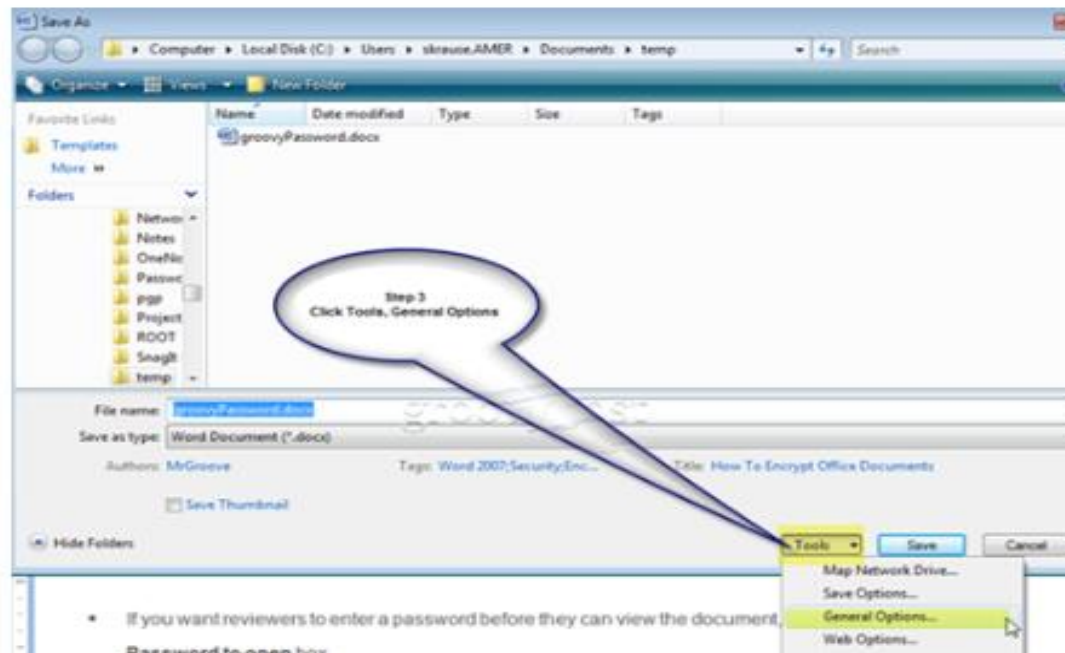 Save As
Computer ▸ Local Disk (C:) ▸ Users ▸ skrause.AMER ▸ Documents ▸ temp
Search
Organize Views New Folder
Favorite Links
Templates
More »
Folders
Networ
Notes
OneNo
Passwo
pgp
Project
ROOT
SnagIt
temp
Name Date modified Type Size Tags
groovyPassword.docx
Step 3
Click Tools, General Options
File name: groovyPassword.docx
Save as type: Word Document (*.docx)
Authors: MrGroove Tags: Word 2007;Security;Enc... Title: How To Encrypt Office Documents
Save Thumbnail
Hide Folders Tools Save Cancel
Map Network Drive...
Save Options...
General Options...
Web Options...
• If you want reviewers to enter a password before they can view the document,
Password to open box